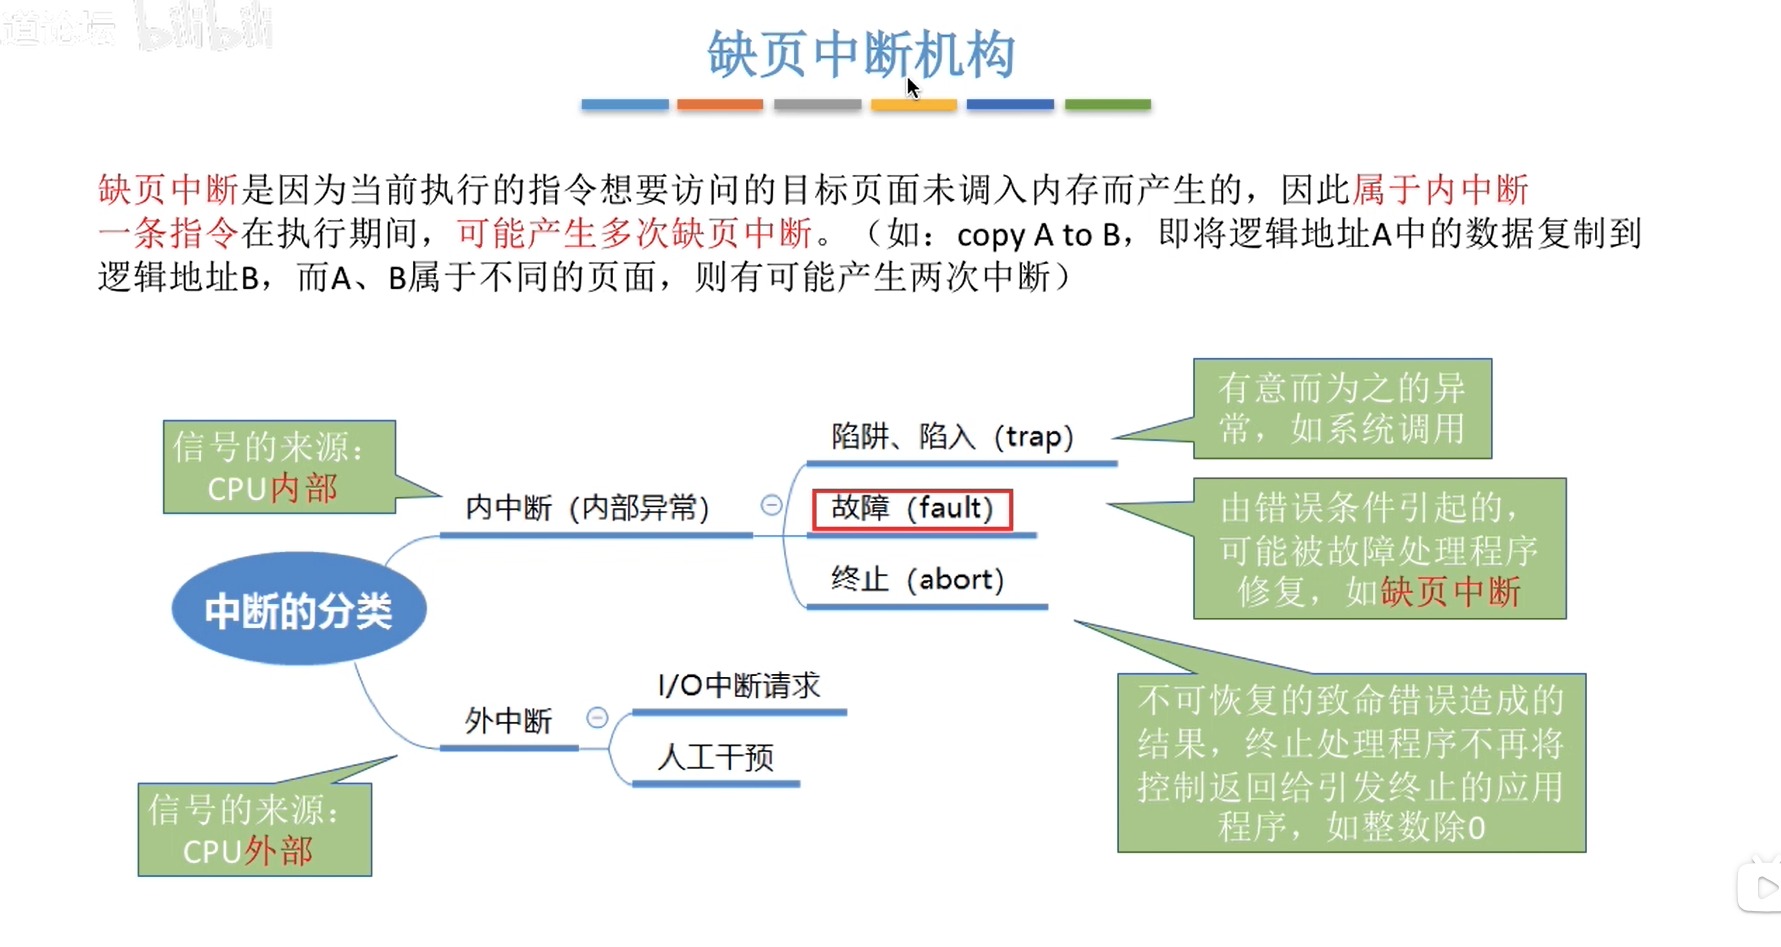 道论坛 bilibili
缺页中断机构
缺页中断是因为当前执行的指令想要访问的目标页面未调入内存而产生的，因此属于内中断
一条指令在执行期间，可能产生多次缺页中断。（如：copy A to B，即将逻辑地址A中的数据复制到
逻辑地址B，而A、B属于不同的页面，则有可能产生两次中断）
中断的分类
信号的来源：
CPU内部
内中断（内部异常）
陷阱、陷入（trap）
有意而为之的异
常，如系统调用
故障（fault）
由错误条件引起的，
可能被故障处理程序
修复，如缺页中断
终止（abort）
不可恢复的致命错误造成的
结果，终止处理程序不再将
控制返回给引发终止的应用
程序，如整数除0
信号的来源：
CPU外部
外中断
I/O中断请求
人工干预